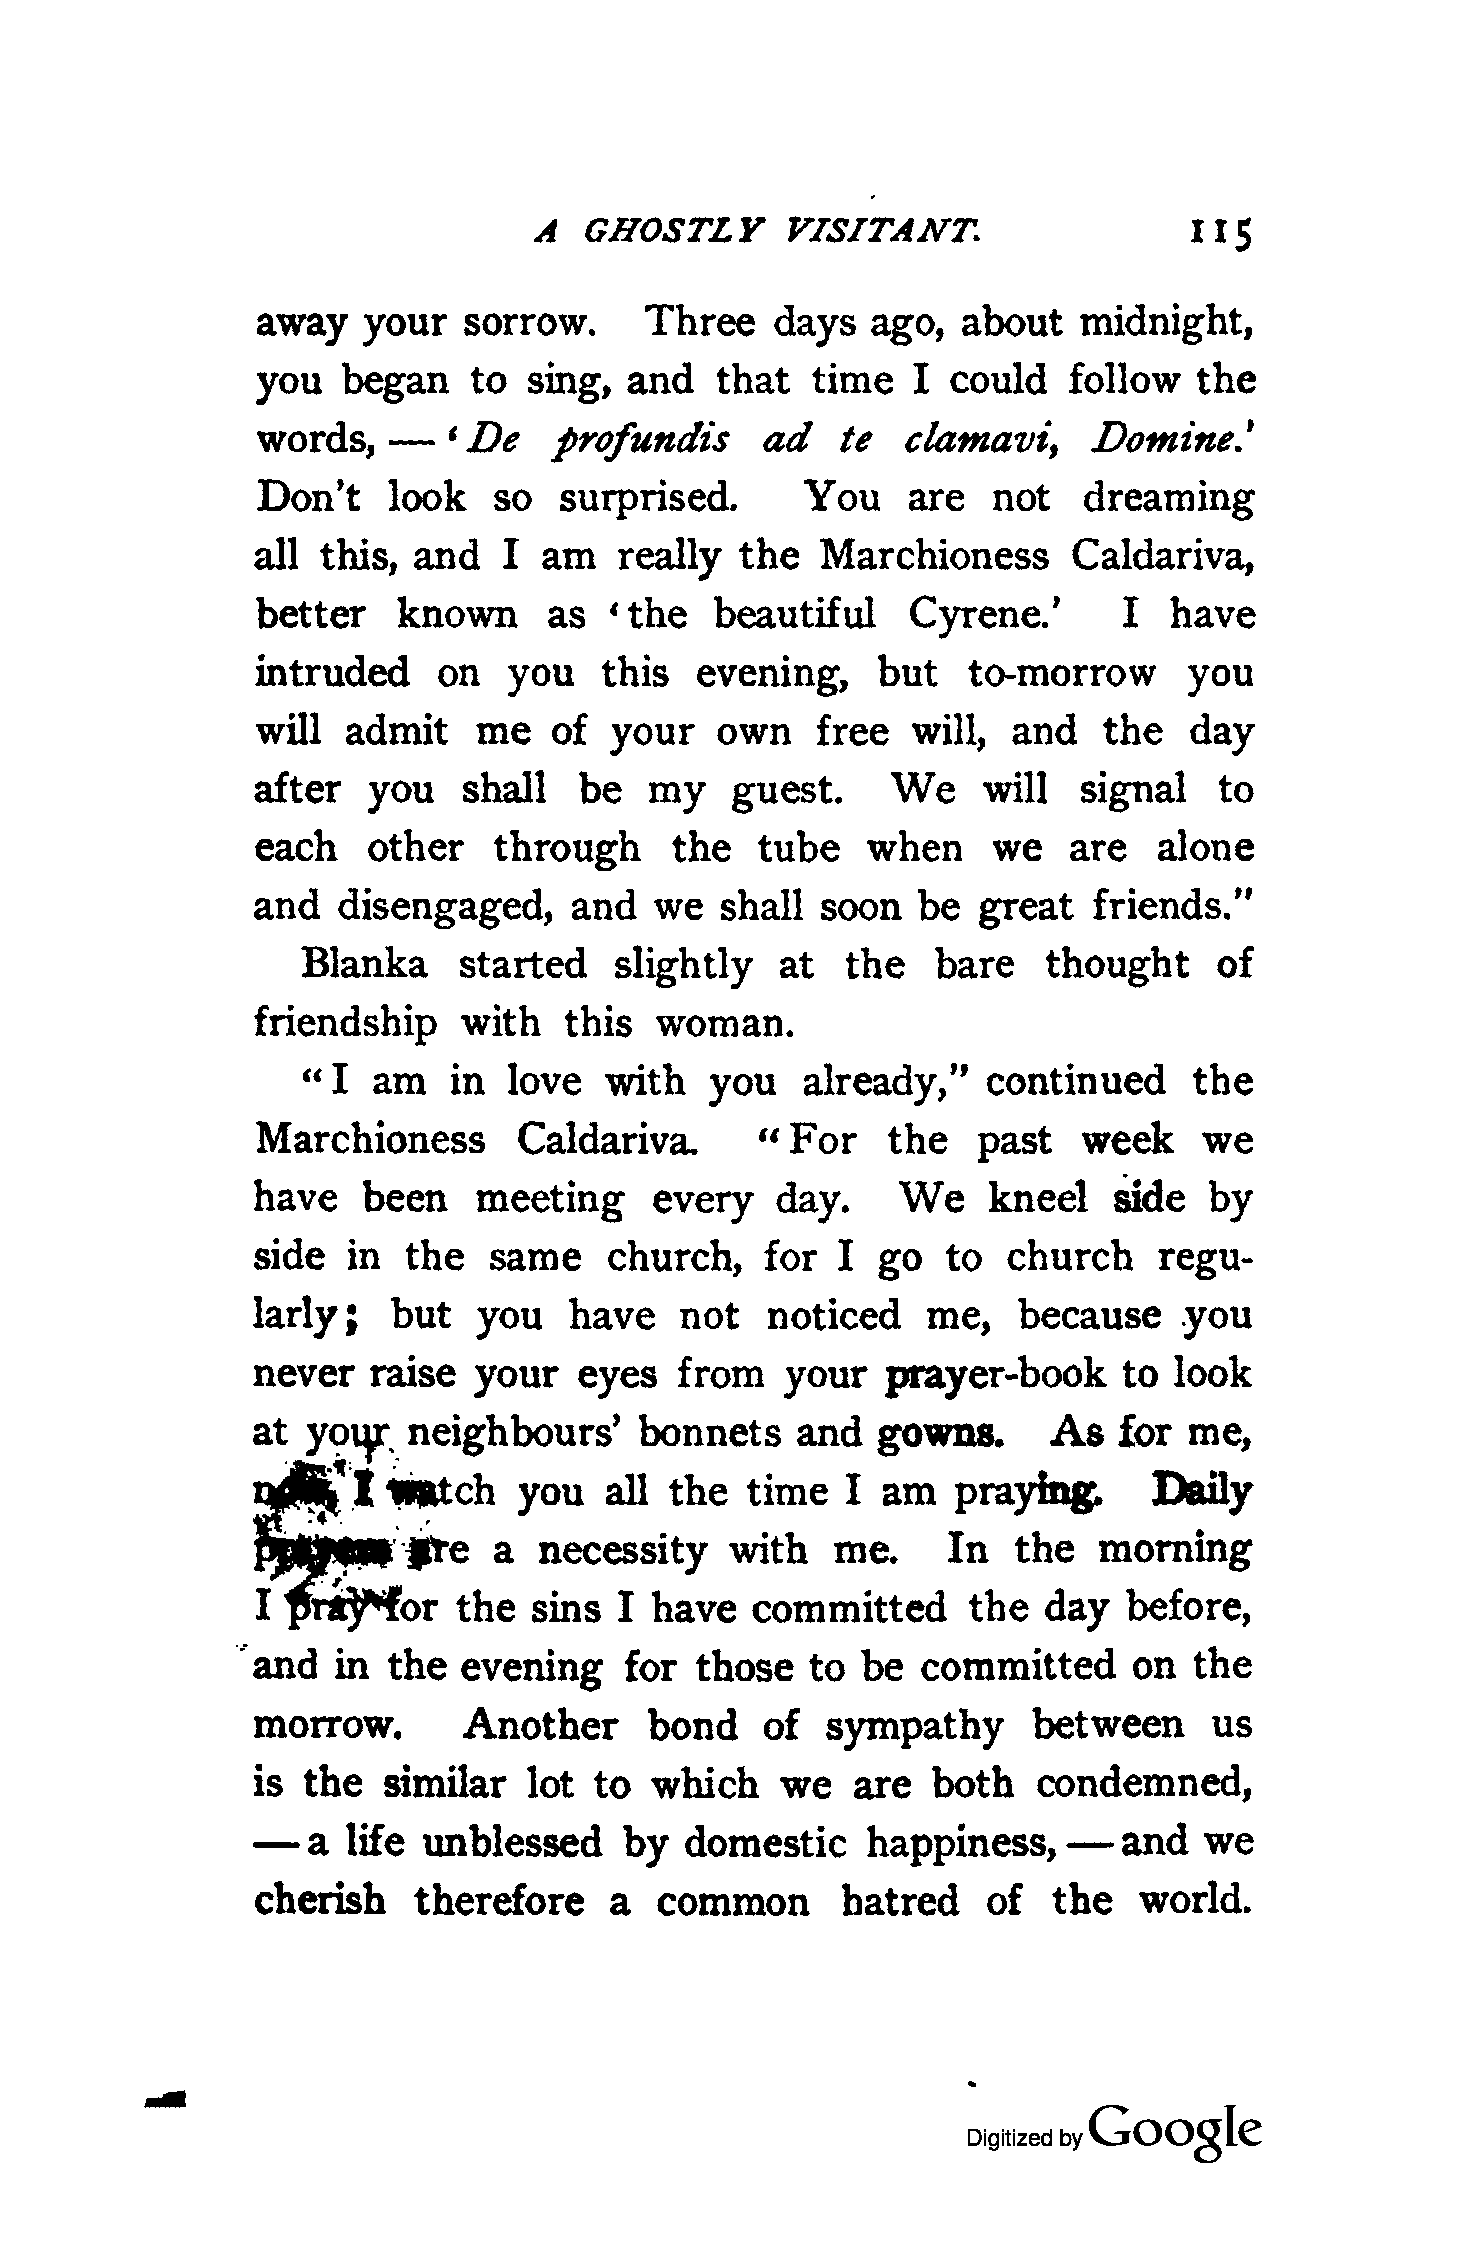 A GHOSTLY VISITANT. 115
away your sorrow. Three days ago, about midnight,
you began to sing, and that time I could follow the
words, — ‘De profundis ad te clamavi, Domine.’
Don't look so surprised. You are not dreaming
all this, and I am really the Marchioness Caldariva,
better known as ‘the beautiful Cyrene.’ I have
intruded on you this evening, but to-morrow you
will admit me of your own free will, and the day
after you shall be my guest. We will signal to
each other through the tube when we are alone
and disengaged, and we shall soon be great friends."
Blanka started slightly at the bare thought of
friendship with this woman.
"I am in love with you already," continued the
Marchioness Caldariva. "For the past week we
have been meeting every day. We kneel side by
side in the same church, for I go to church regu-
larly; but you have not noticed me, because you
never raise your eyes from your prayer-book to look
at your neighbours' bonnets and gowns. As for me,
I watch you all the time I am praying. Daily
are a necessity with me. In the morning
I pray for the sins I have committed the day before,
and in the evening for those to be committed on the
morrow. Another bond of sympathy between us
is the similar lot to which we are both condemned,
— a life unblessed by domestic happiness, — and we
cherish therefore a common hatred of the world.
Digitized by Google